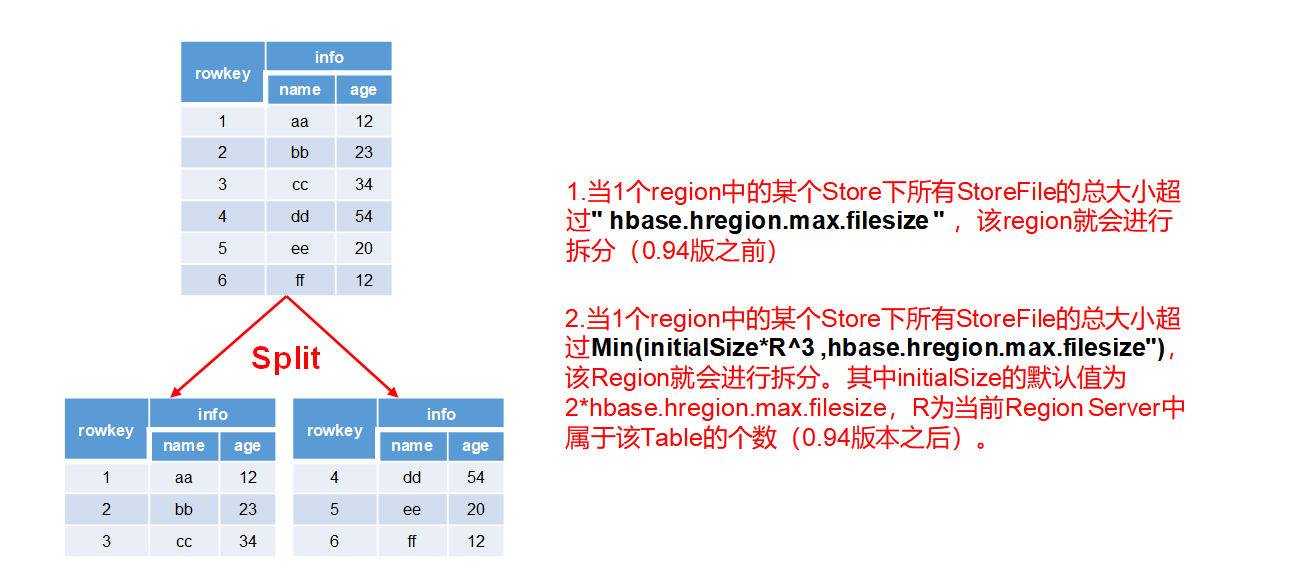 rowkey info
name age
1 aa 12
2 bb 23
3 cc 34
4 dd 54
5 ee 20
6 ff 12
Split
rowkey info
name age
1 aa 12
2 bb 23
3 cc 34
rowkey info
name age
4 dd 54
5 ee 20
6 ff 12
1.当1个region中的某个Store下所有StoreFile的总大小超
过" hbase.hregion.max.filesize " ，该region就会进行
拆分（0.94版之前）
2.当1个region中的某个Store下所有StoreFile的总大小超
过Min(initialSize*R^3 ,hbase.hregion.max.filesize")，
该Region就会进行拆分。其中initialSize的默认值为
2*hbase.hregion.max.filesize，R为当前Region Server中
属于该Table的个数（0.94版本之后）。